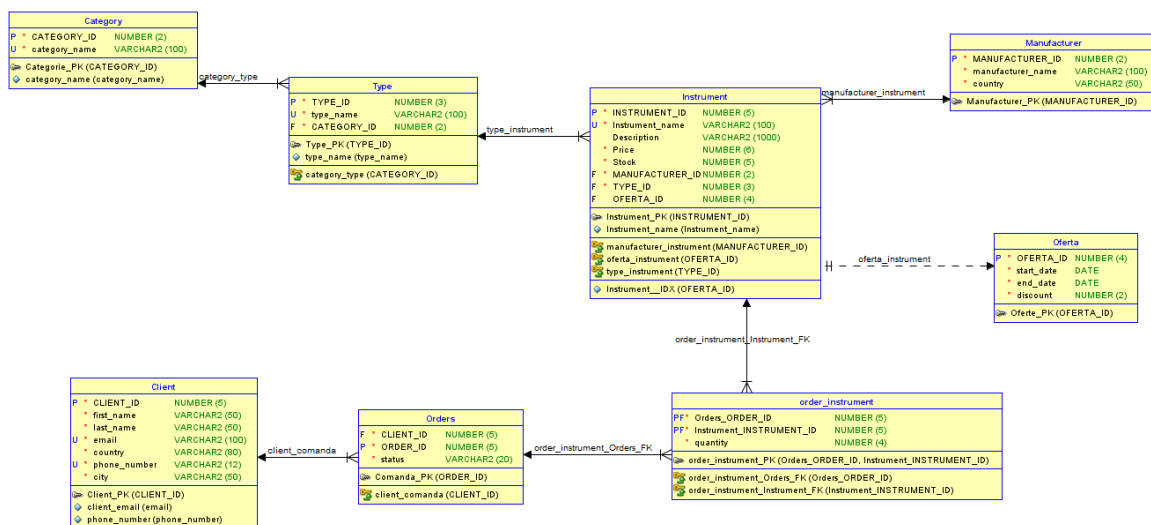 Category
P * CATEGORY_ID NUMBER (2)
U * category_name VARCHAR2 (100)
Categorie_PK (CATEGORY_ID)
category_name (category_name)
category_type
Type
P * TYPE_ID NUMBER (3)
U * type_name VARCHAR2 (100)
F * CATEGORY_ID NUMBER (2)
Type_PK (TYPE_ID)
type_name (type_name)
category_type (CATEGORY_ID)
type_instrument
Instrument
P * INSTRUMENT_ID NUMBER (5)
U * Instrument_name VARCHAR2 (100)
Description VARCHAR2 (1000)
* Price NUMBER (6)
* Stock NUMBER (5)
F * MANUFACTURER_ID NUMBER (2)
F * TYPE_ID NUMBER (3)
F OFERTA_ID NUMBER (4)
Instrument_PK (INSTRUMENT_ID)
Instrument_name (Instrument_name)
manufacturer_instrument (MANUFACTURER_ID)
oferta_instrument (OFERTA_ID)
type_instrument (TYPE_ID)
Instrument__IDX (OFERTA_ID)
manufacturer_instrument
Manufacturer
P * MANUFACTURER_ID NUMBER (2)
* manufacturer_name VARCHAR2 (100)
* country VARCHAR2 (50)
Manufacturer_PK (MANUFACTURER_ID)
oferta_instrument
Oferta
P * OFERTA_ID NUMBER (4)
* start_date DATE
* end_date DATE
* discount NUMBER (2)
Oferte_PK (OFERTA_ID)
order_instrument_Instrument_FK
Client
P * CLIENT_ID NUMBER (5)
* first_name VARCHAR2 (50)
* last_name VARCHAR2 (50)
U * email VARCHAR2 (100)
* country VARCHAR2 (80)
U * phone_number VARCHAR2 (12)
* city VARCHAR2 (50)
Client_PK (CLIENT_ID)
client_email (email)
phone_number (phone_number)
client_comanda
Orders
F * CLIENT_ID NUMBER (5)
P * ORDER_ID NUMBER (5)
* status VARCHAR2 (20)
Comanda_PK (ORDER_ID)
client_comanda (CLIENT_ID)
order_instrument_Orders_FK
order_instrument
PF* Orders_ORDER_ID NUMBER (5)
PF* Instrument_INSTRUMENT_ID NUMBER (5)
* quantity NUMBER (4)
order_instrument_PK (Orders_ORDER_ID, Instrument_INSTRUMENT_ID)
order_instrument_Orders_FK (Orders_ORDER_ID)
order_instrument_Instrument_FK (Instrument_INSTRUMENT_ID)